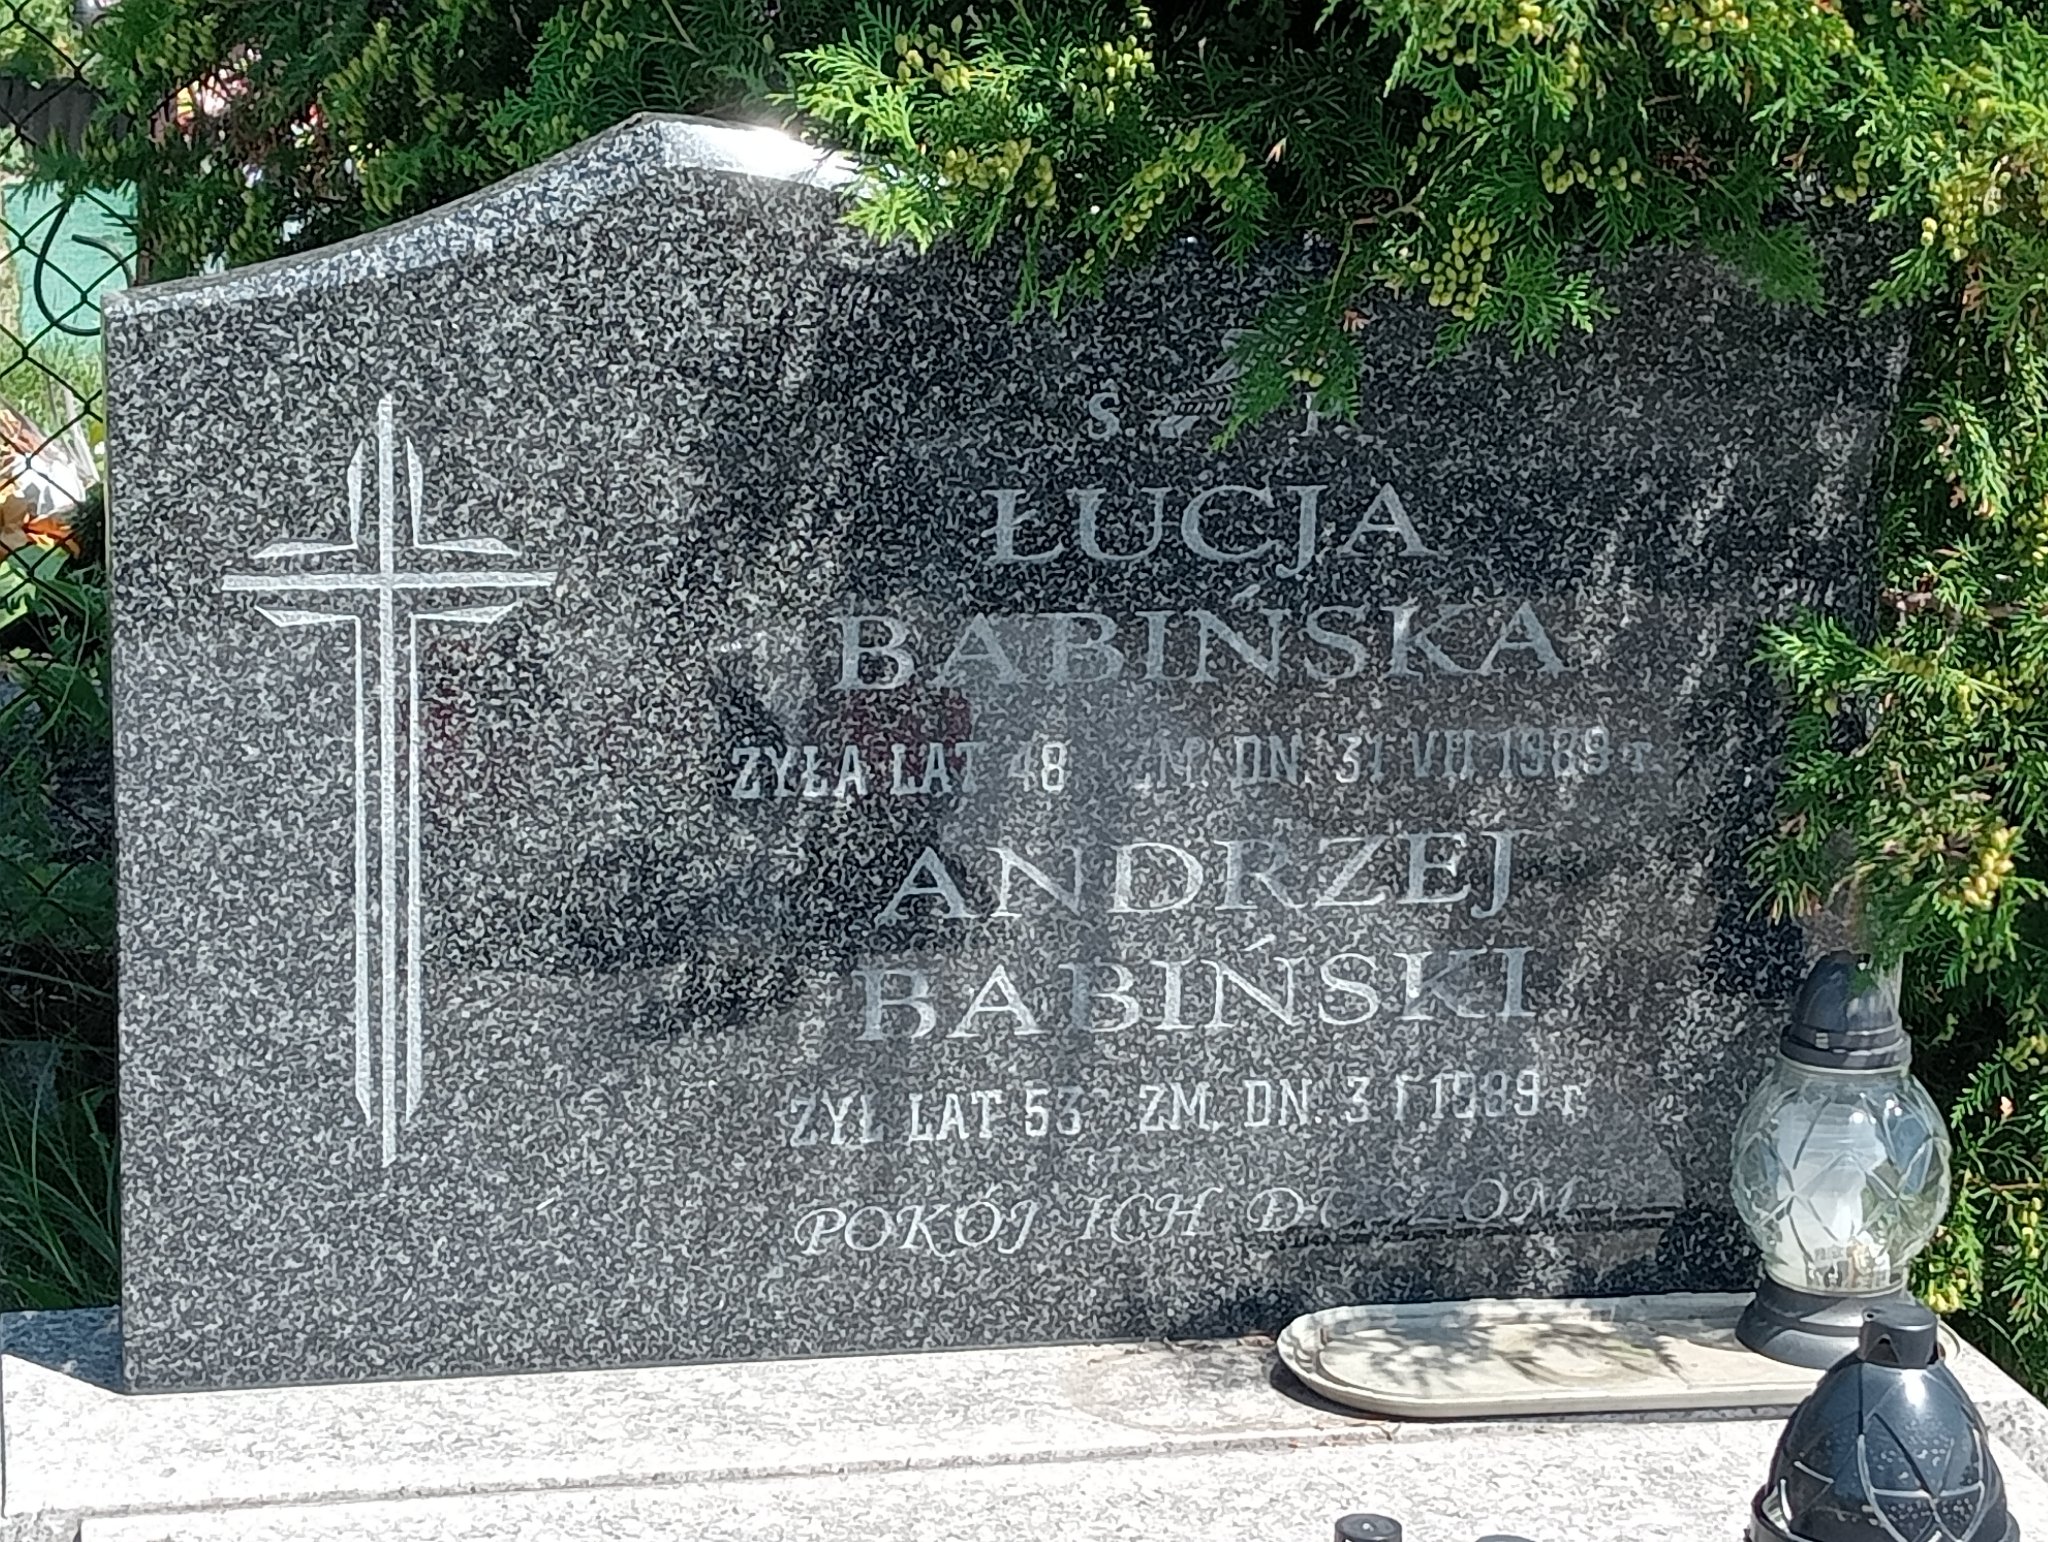 Ś. P.
ŁUCJA
BABIŃSKA
ŻYŁA LAT 48 ZM. DN. 31 VII 1989 r.
ANDRZEJ
BABIŃSKI
ŻYŁ LAT 53 ZM. DN. 3 I 1989 r.
POKÓJ ICH DUSZOM